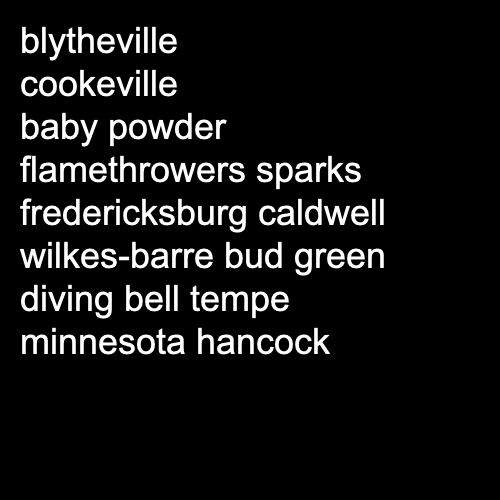 blytheville
cookeville
baby powder
flamethrowers sparks
fredericksburg caldwell
wilkes-barre bud green
diving bell tempe
minnesota hancock